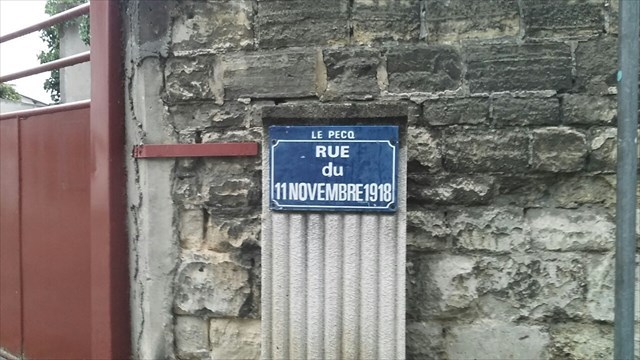 LE PECQ
RUE
du
11 NOVEMBRE 1918